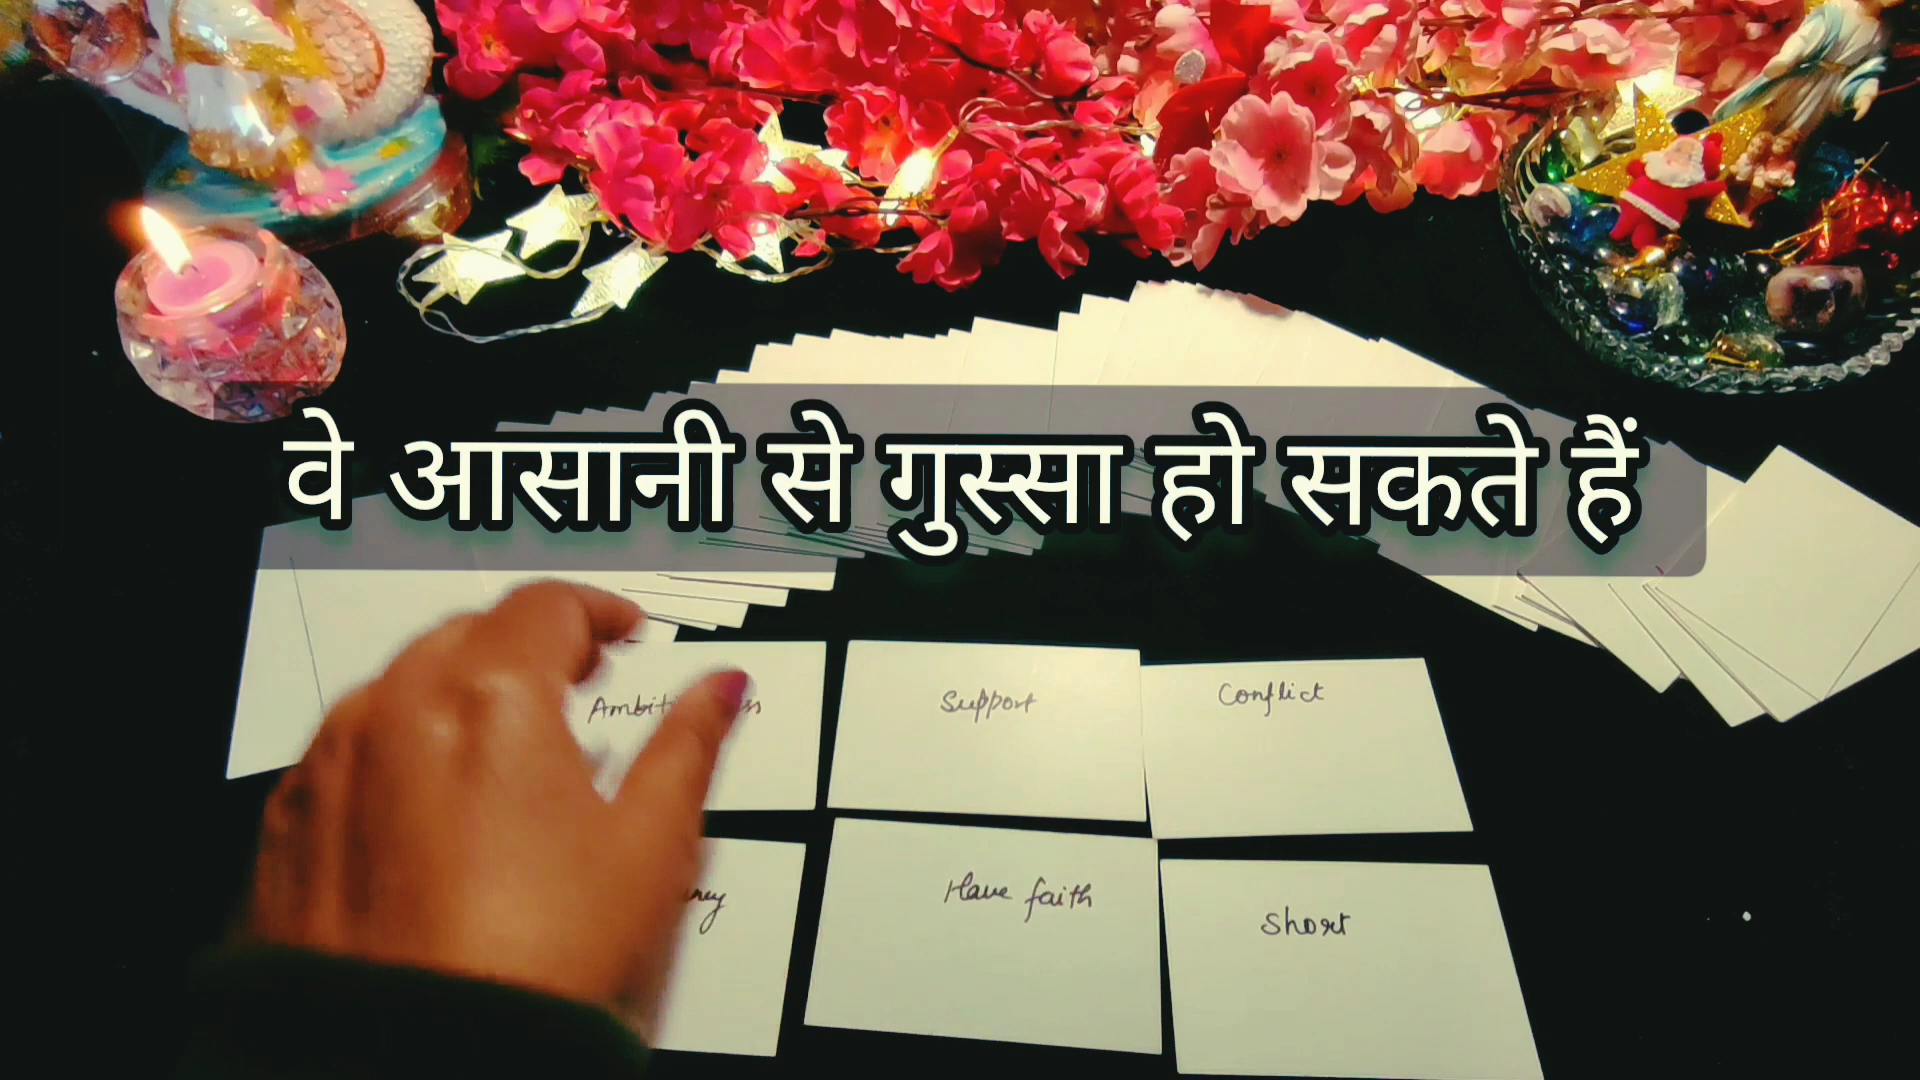 वे आसानी से गुस्सा हो सकते हैं
Support
Conflict
Have faith
Short